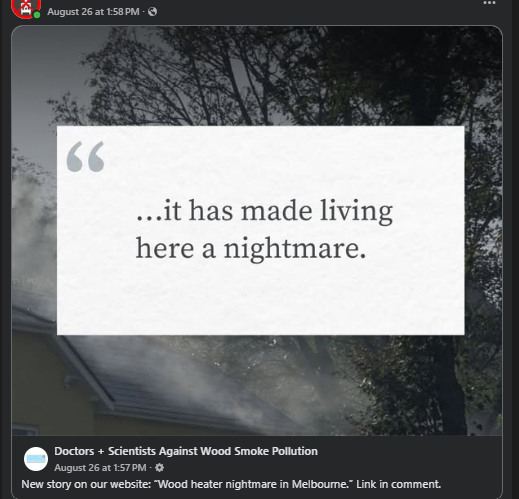 August 26 at 1:58 PM ·
“
…it has made living
here a nightmare.
Doctors + Scientists Against Wood Smoke Pollution
August 26 at 1:57 PM ·
New story on our website: “Wood heater nightmare in Melbourne.” Link in comment.